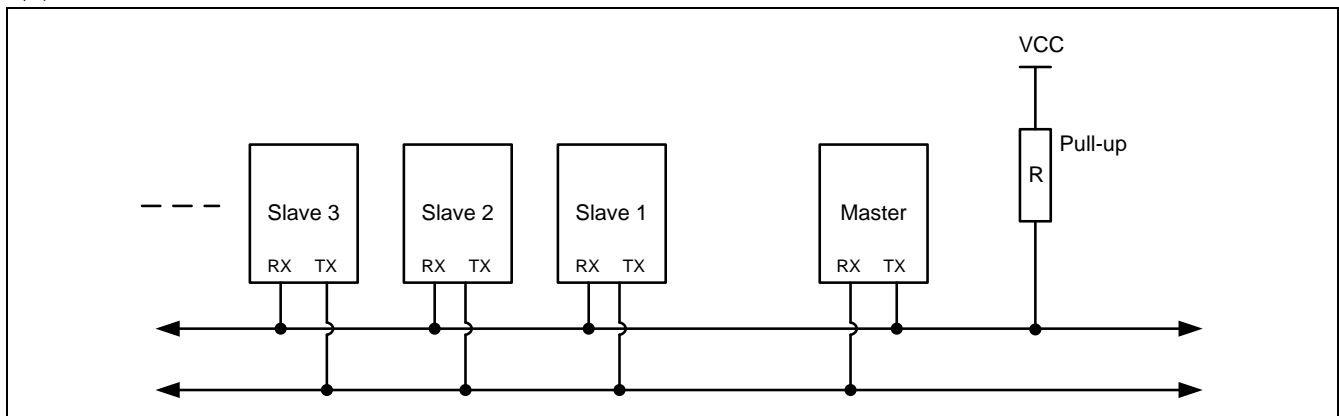 VCC
Pull-up
R
Slave 3
Slave 2
Slave 1
Master
RX TX
RX TX
RX TX
RX TX